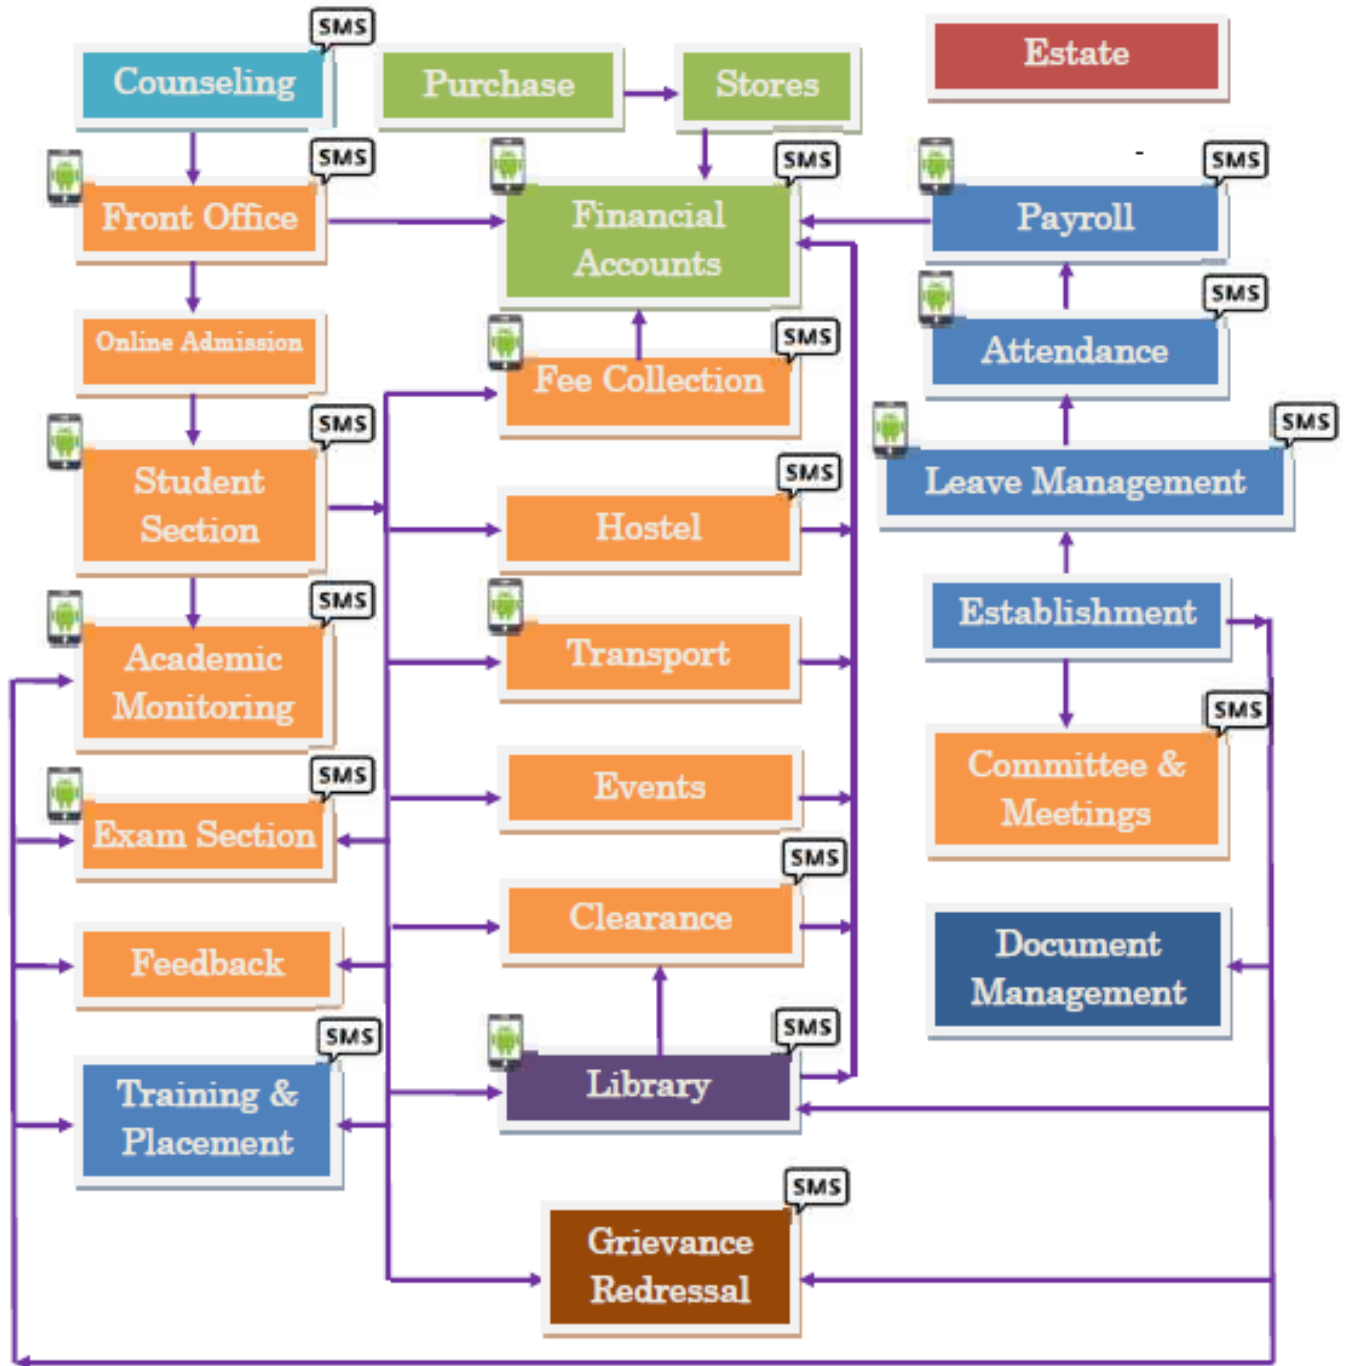 SMS
Counseling
Purchase
Stores
Estate
SMS
Front Office
SMS
Financial
Accounts
-
SMS
Payroll
Online Admission
SMS
Fee Collection
SMS
Attendance
SMS
Student
Section
SMS
Hostel
SMS
Leave Management
SMS
Academic
Monitoring
Transport
Establishment
SMS
Committee &
Meetings
SMS
Exam Section
Events
SMS
Clearance
Feedback
Document
Management
SMS
Training &
Placement
SMS
Library
SMS
Grievance
Redressal